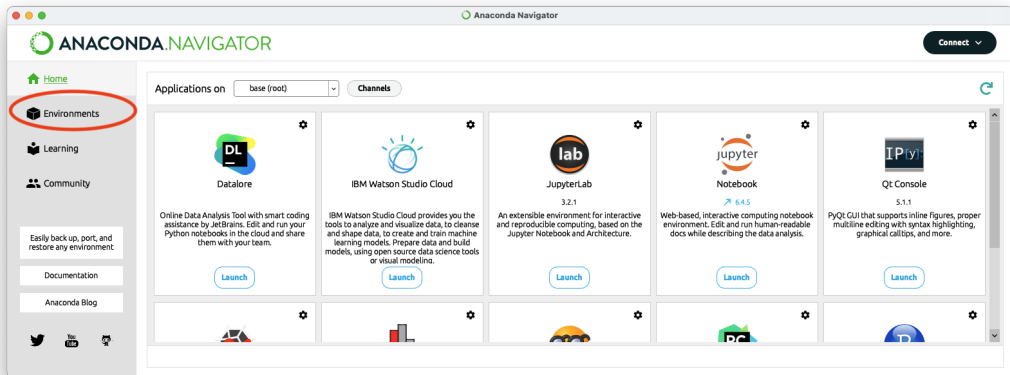 Anaconda Navigator
ANACONDA.NAVIGATOR
Connect
Home
Environments
Learning
Community
Easily back up, port, and
restore any environment
Documentation
Anaconda Blog
You
Tube
Applications on
base (root)
Channels
DL
Datalore
Online Data Analysis Tool with smart coding
assistance by JetBrains. Edit and run your
Python notebooks in the cloud and share
them with your team.
Launch
IBM Watson Studio Cloud
IBM Watson Studio Cloud provides you the
tools to analyze and visualize data, to cleanse
and shape data, to create and train machine
learning models. Prepare data and build
models, using open source data science tools
or visual modeling.
Launch
lab
JupyterLab
3.2.1
An extensible environment for interactive
and reproducible computing, based on the
Jupyter Notebook and Architecture.
Launch
jupyter
Notebook
6.4.5
Web-based, interactive computing notebook
environment. Edit and run human-readable
docs while describing the data analysis.
Launch
IP[y]:
Qt Console
5.1.1
PyQt GUI that supports inline figures, proper
multiline editing with syntax highlighting,
graphical calltips, and more.
Launch
PC
R